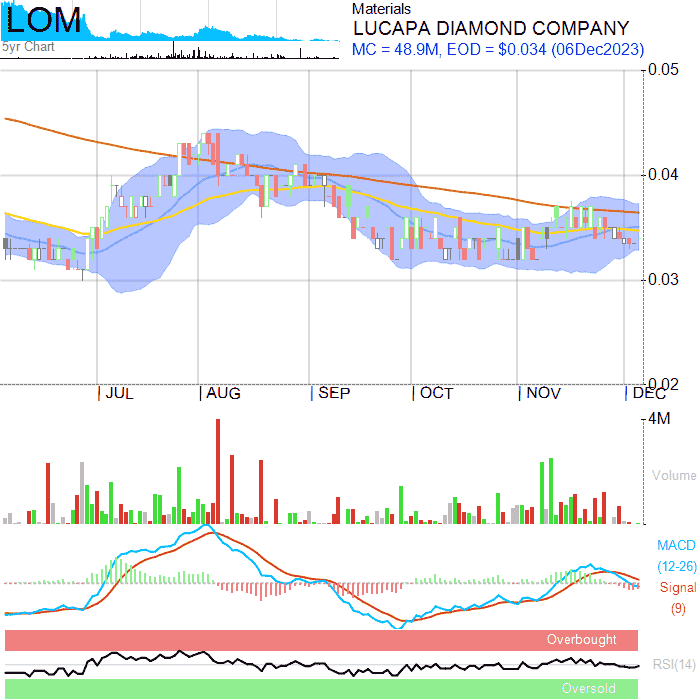 LOM
5yr Chart
Materials
LUCAPA DIAMOND COMPANY
MC = 48.9M, EOD = $0.034 (06Dec2023)
0.05
0.04
0.03
0.02
JUL AUG SEP OCT NOV DEC
4M
Volume
MACD
(12-26)
Signal
(9)
Overbought
RSI(14)
Oversold